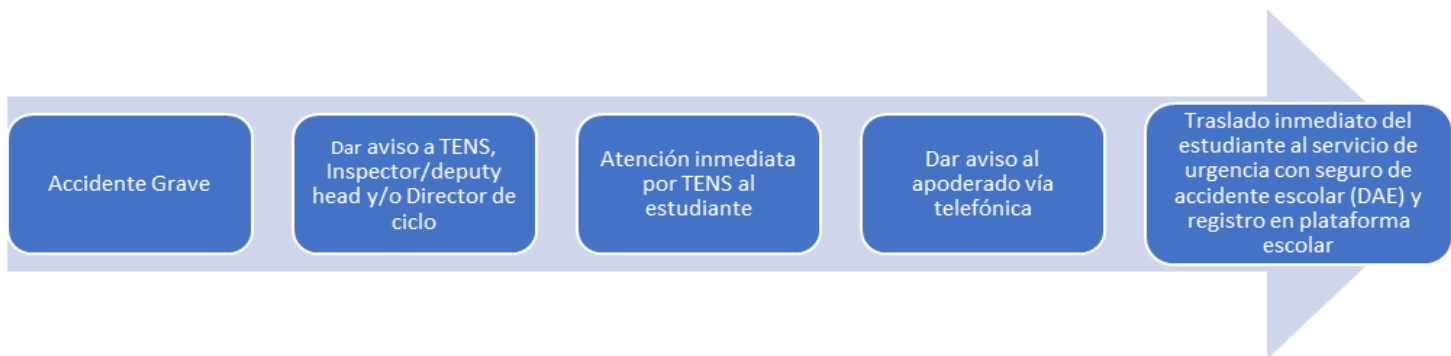 Accidente Grave
Dar aviso a TENS,
Inspector/deputy
head y/o Director de
ciclo
Atención inmediata
por TENS al
estudiante
Dar aviso al
apoderado vía
telefónica
Traslado inmediato del
estudiante al servicio de
urgencia con seguro de
accidente escolar (DAE) y
registro en plataforma
escolar